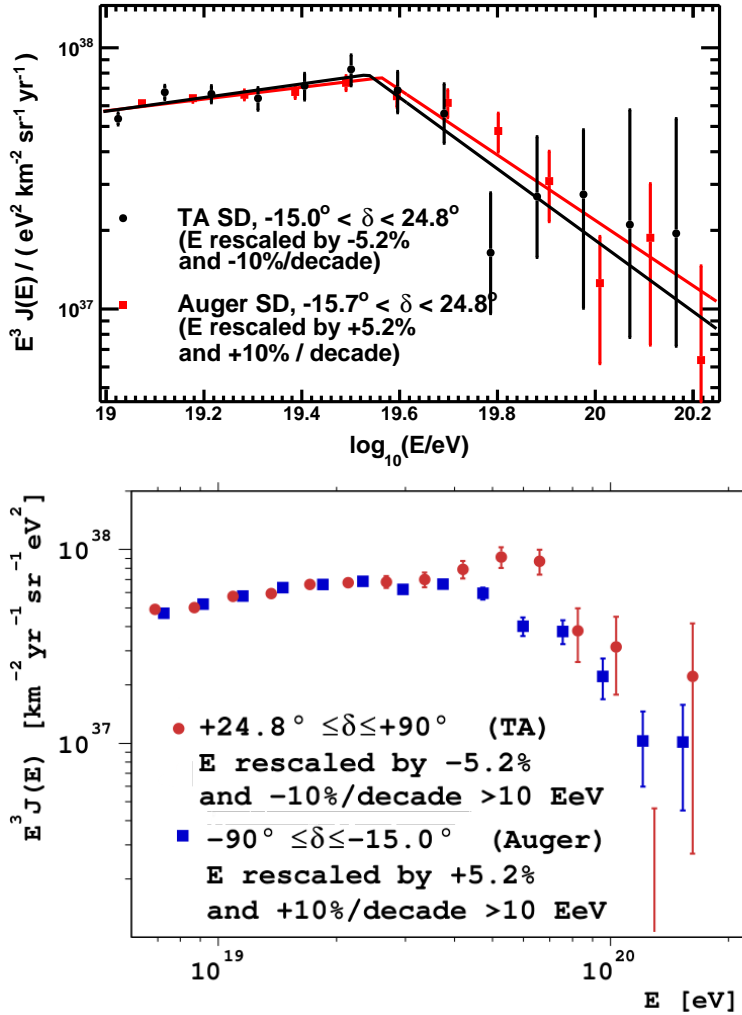 10^38
10^37
E^3 J(E) / ( eV^2 km^-2 sr^-1 yr^-1 )
TA SD, -15.0° < δ < 24.8°
(E rescaled by -5.2%
and -10%/decade)
Auger SD, -15.7° < δ < 24.8°
(E rescaled by +5.2%
and +10% / decade)
19 19.2 19.4 19.6 19.8 20 20.2
log10(E/eV)
10^38
10^37
E^3 J(E) [km^-2 yr^-1 sr^-1 eV^2]
+24.8° ≤δ≤+90° (TA)
E rescaled by -5.2%
and -10%/decade >10 EeV
-90° ≤δ≤-15.0° (Auger)
E rescaled by +5.2%
and +10%/decade >10 EeV
10^19 10^20
E [eV]